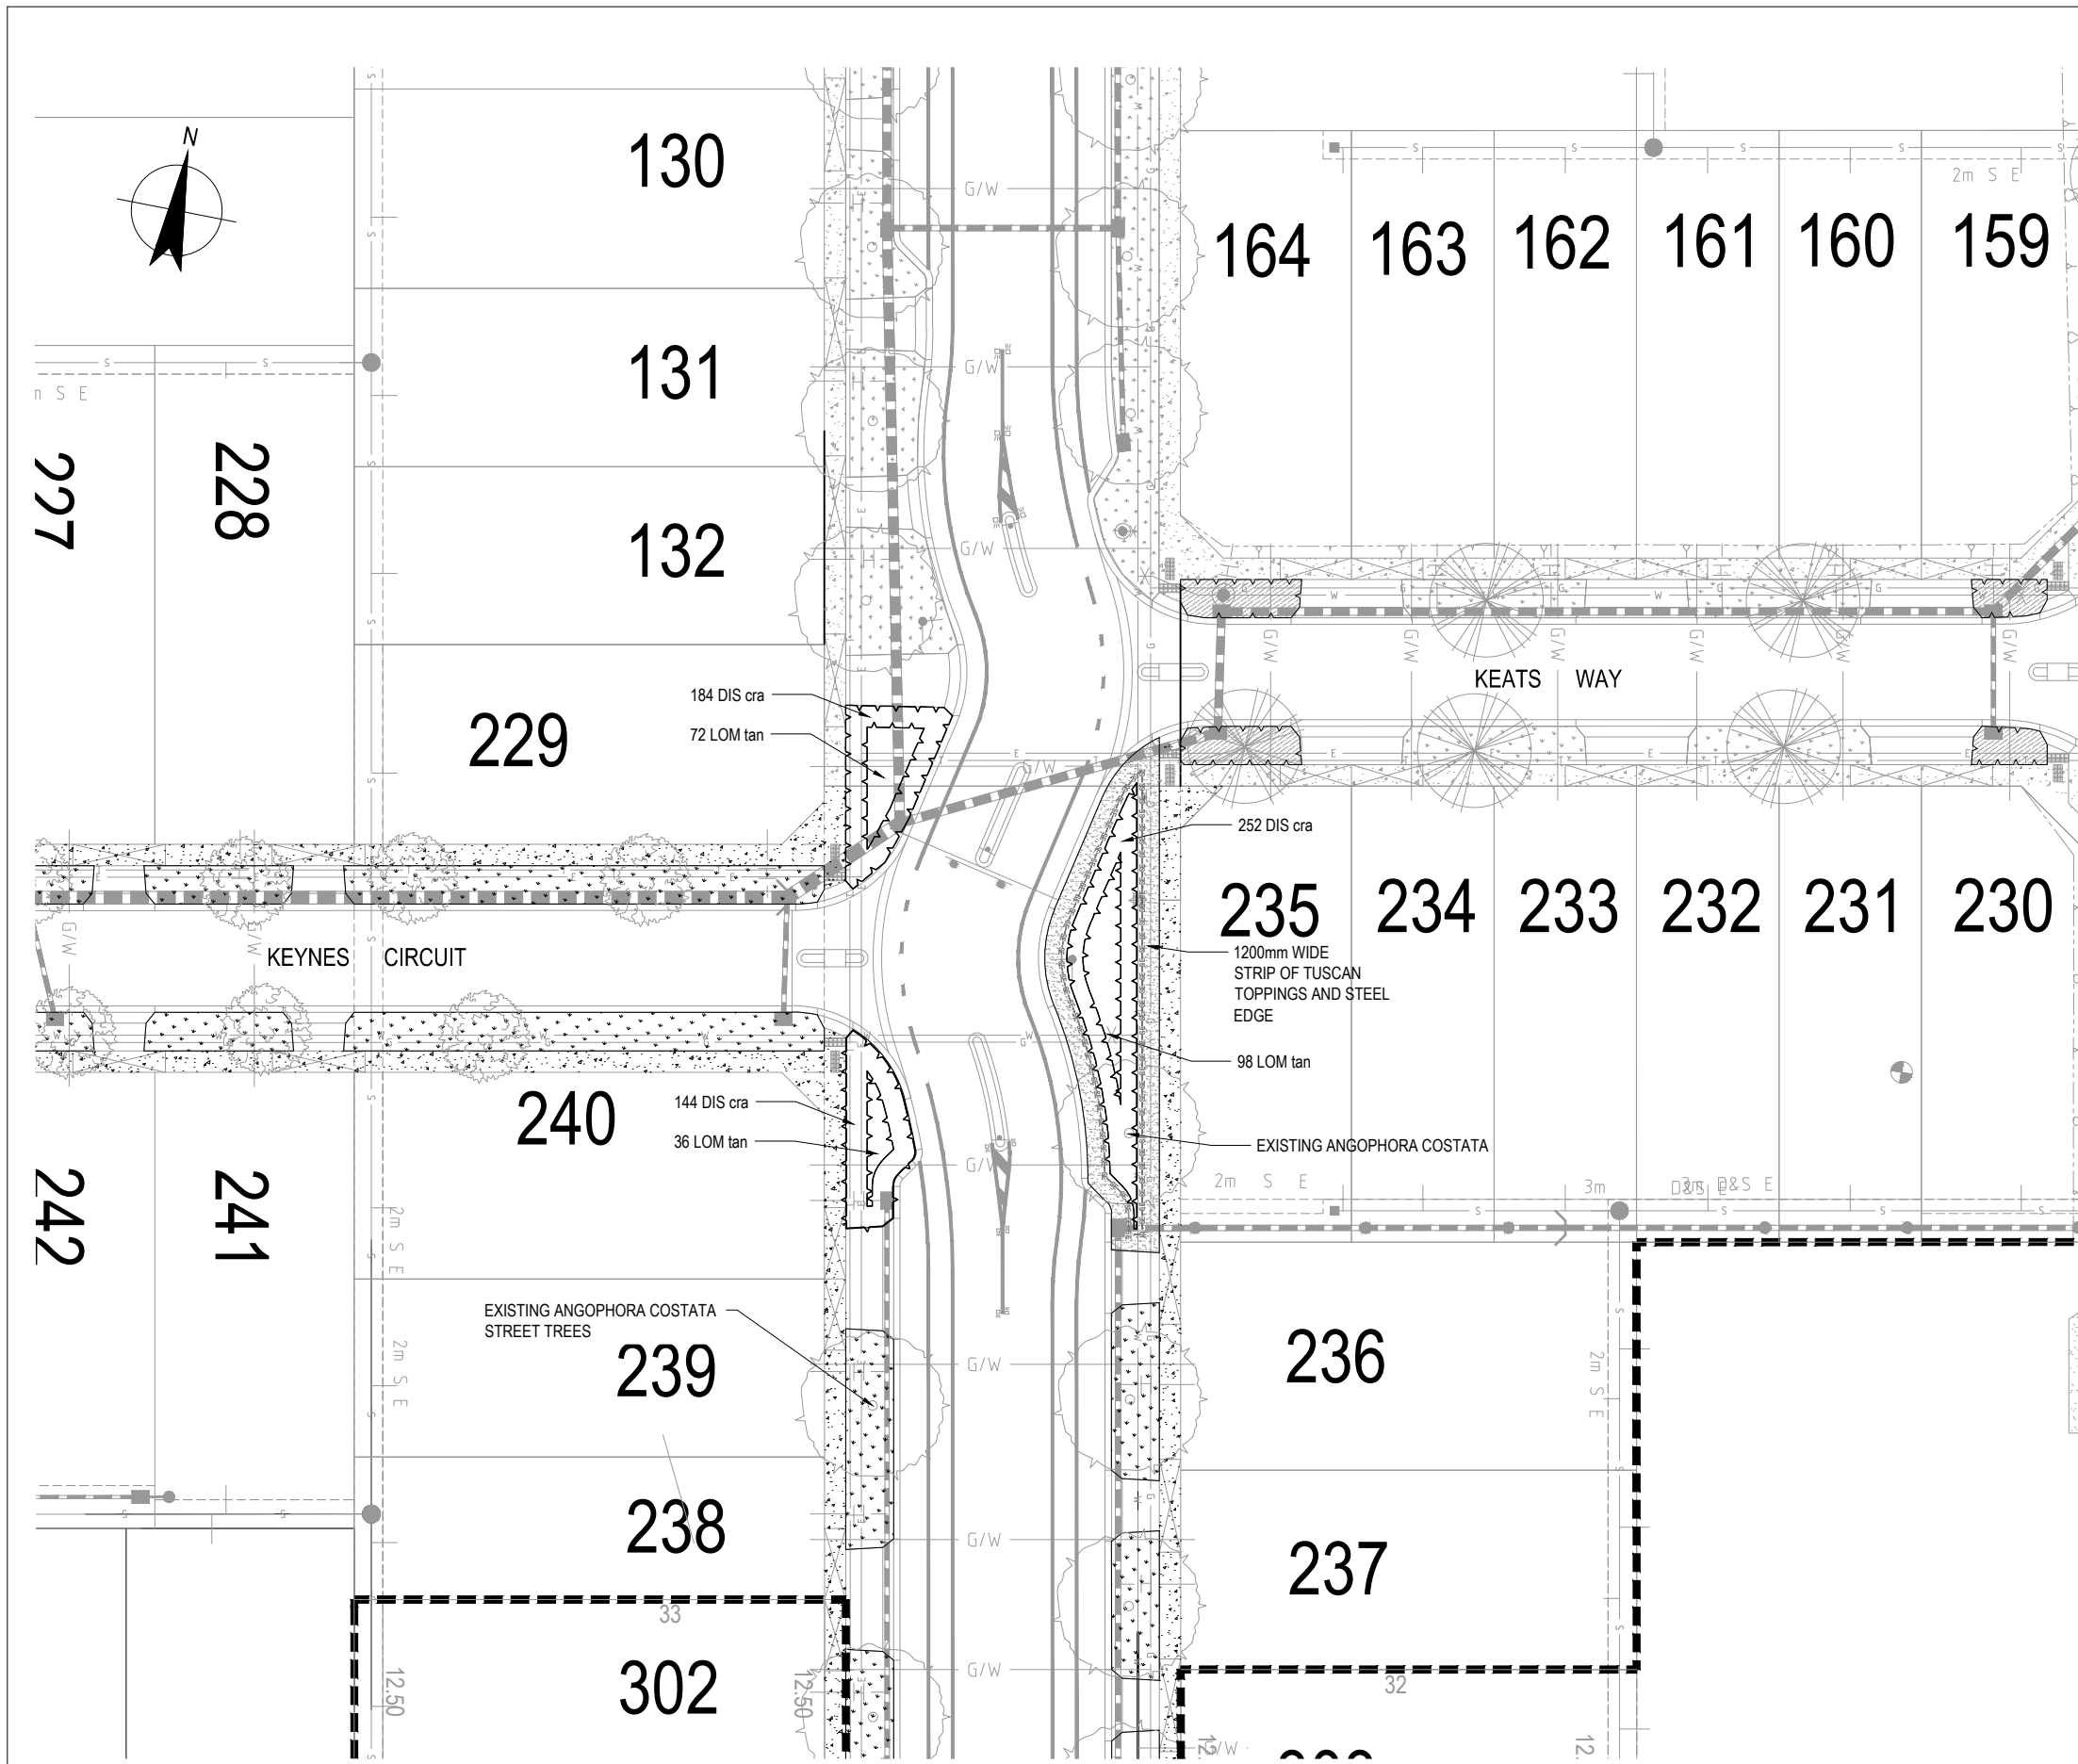 N
130
G/W
164
163
162
161
160
159
2m S E
131
G/W
S E
227
228
132
G/W
KEATS WAY
184 DIS cra
72 LOM tan
229
G/W
252 DIS cra
235
234
233
232
231
230
1200mm WIDE
STRIP OF TUSCAN
TOPPINGS AND STEEL
EDGE
KEYNES CIRCUIT
98 LOM tan
240
144 DIS cra
36 LOM tan
EXISTING ANGOPHORA COSTATA
242
241
2m S E
G/W
2m S E
3m D&S E
EXISTING ANGOPHORA COSTATA
STREET TREES
2m S E
239
G/W
236
2m S E
238
G/W
237
33
302
12.50
12.50
G/W
32
G/W